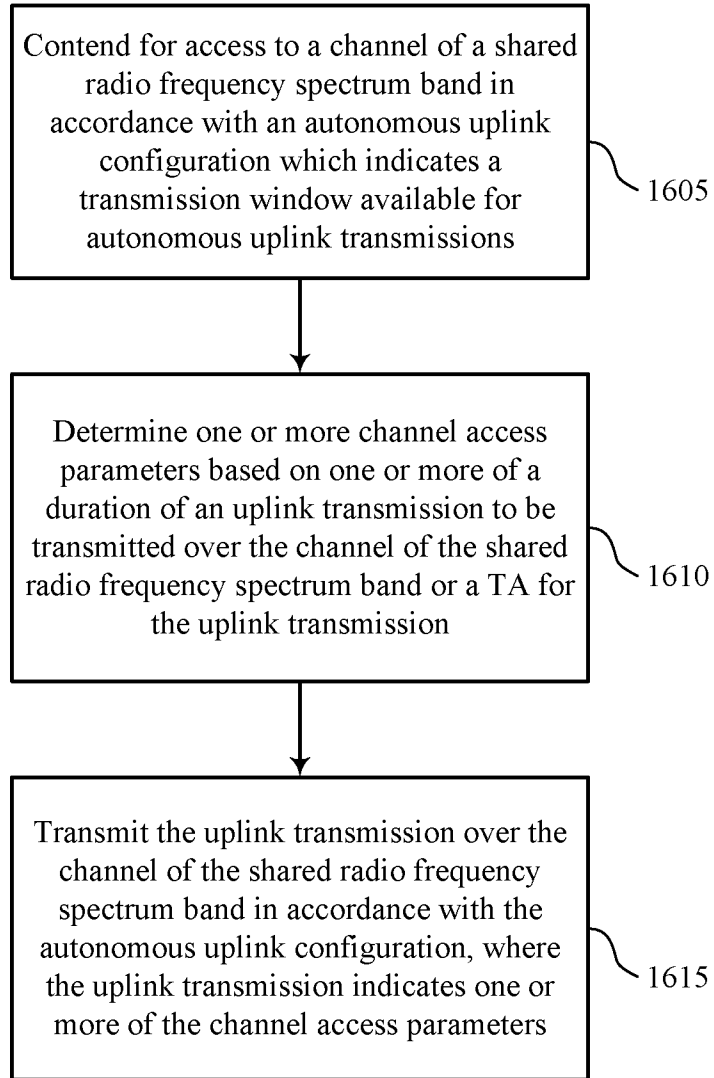 Contend for access to a channel of a shared
radio frequency spectrum band in
accordance with an autonomous uplink
configuration which indicates a
transmission window available for
autonomous uplink transmissions
1605
Determine one or more channel access
parameters based on one or more of a
duration of an uplink transmission to be
transmitted over the channel of the shared
radio frequency spectrum band or a TA for
the uplink transmission
1610
Transmit the uplink transmission over the
channel of the shared radio frequency
spectrum band in accordance with the
autonomous uplink configuration, where
the uplink transmission indicates one or
more of the channel access parameters
1615